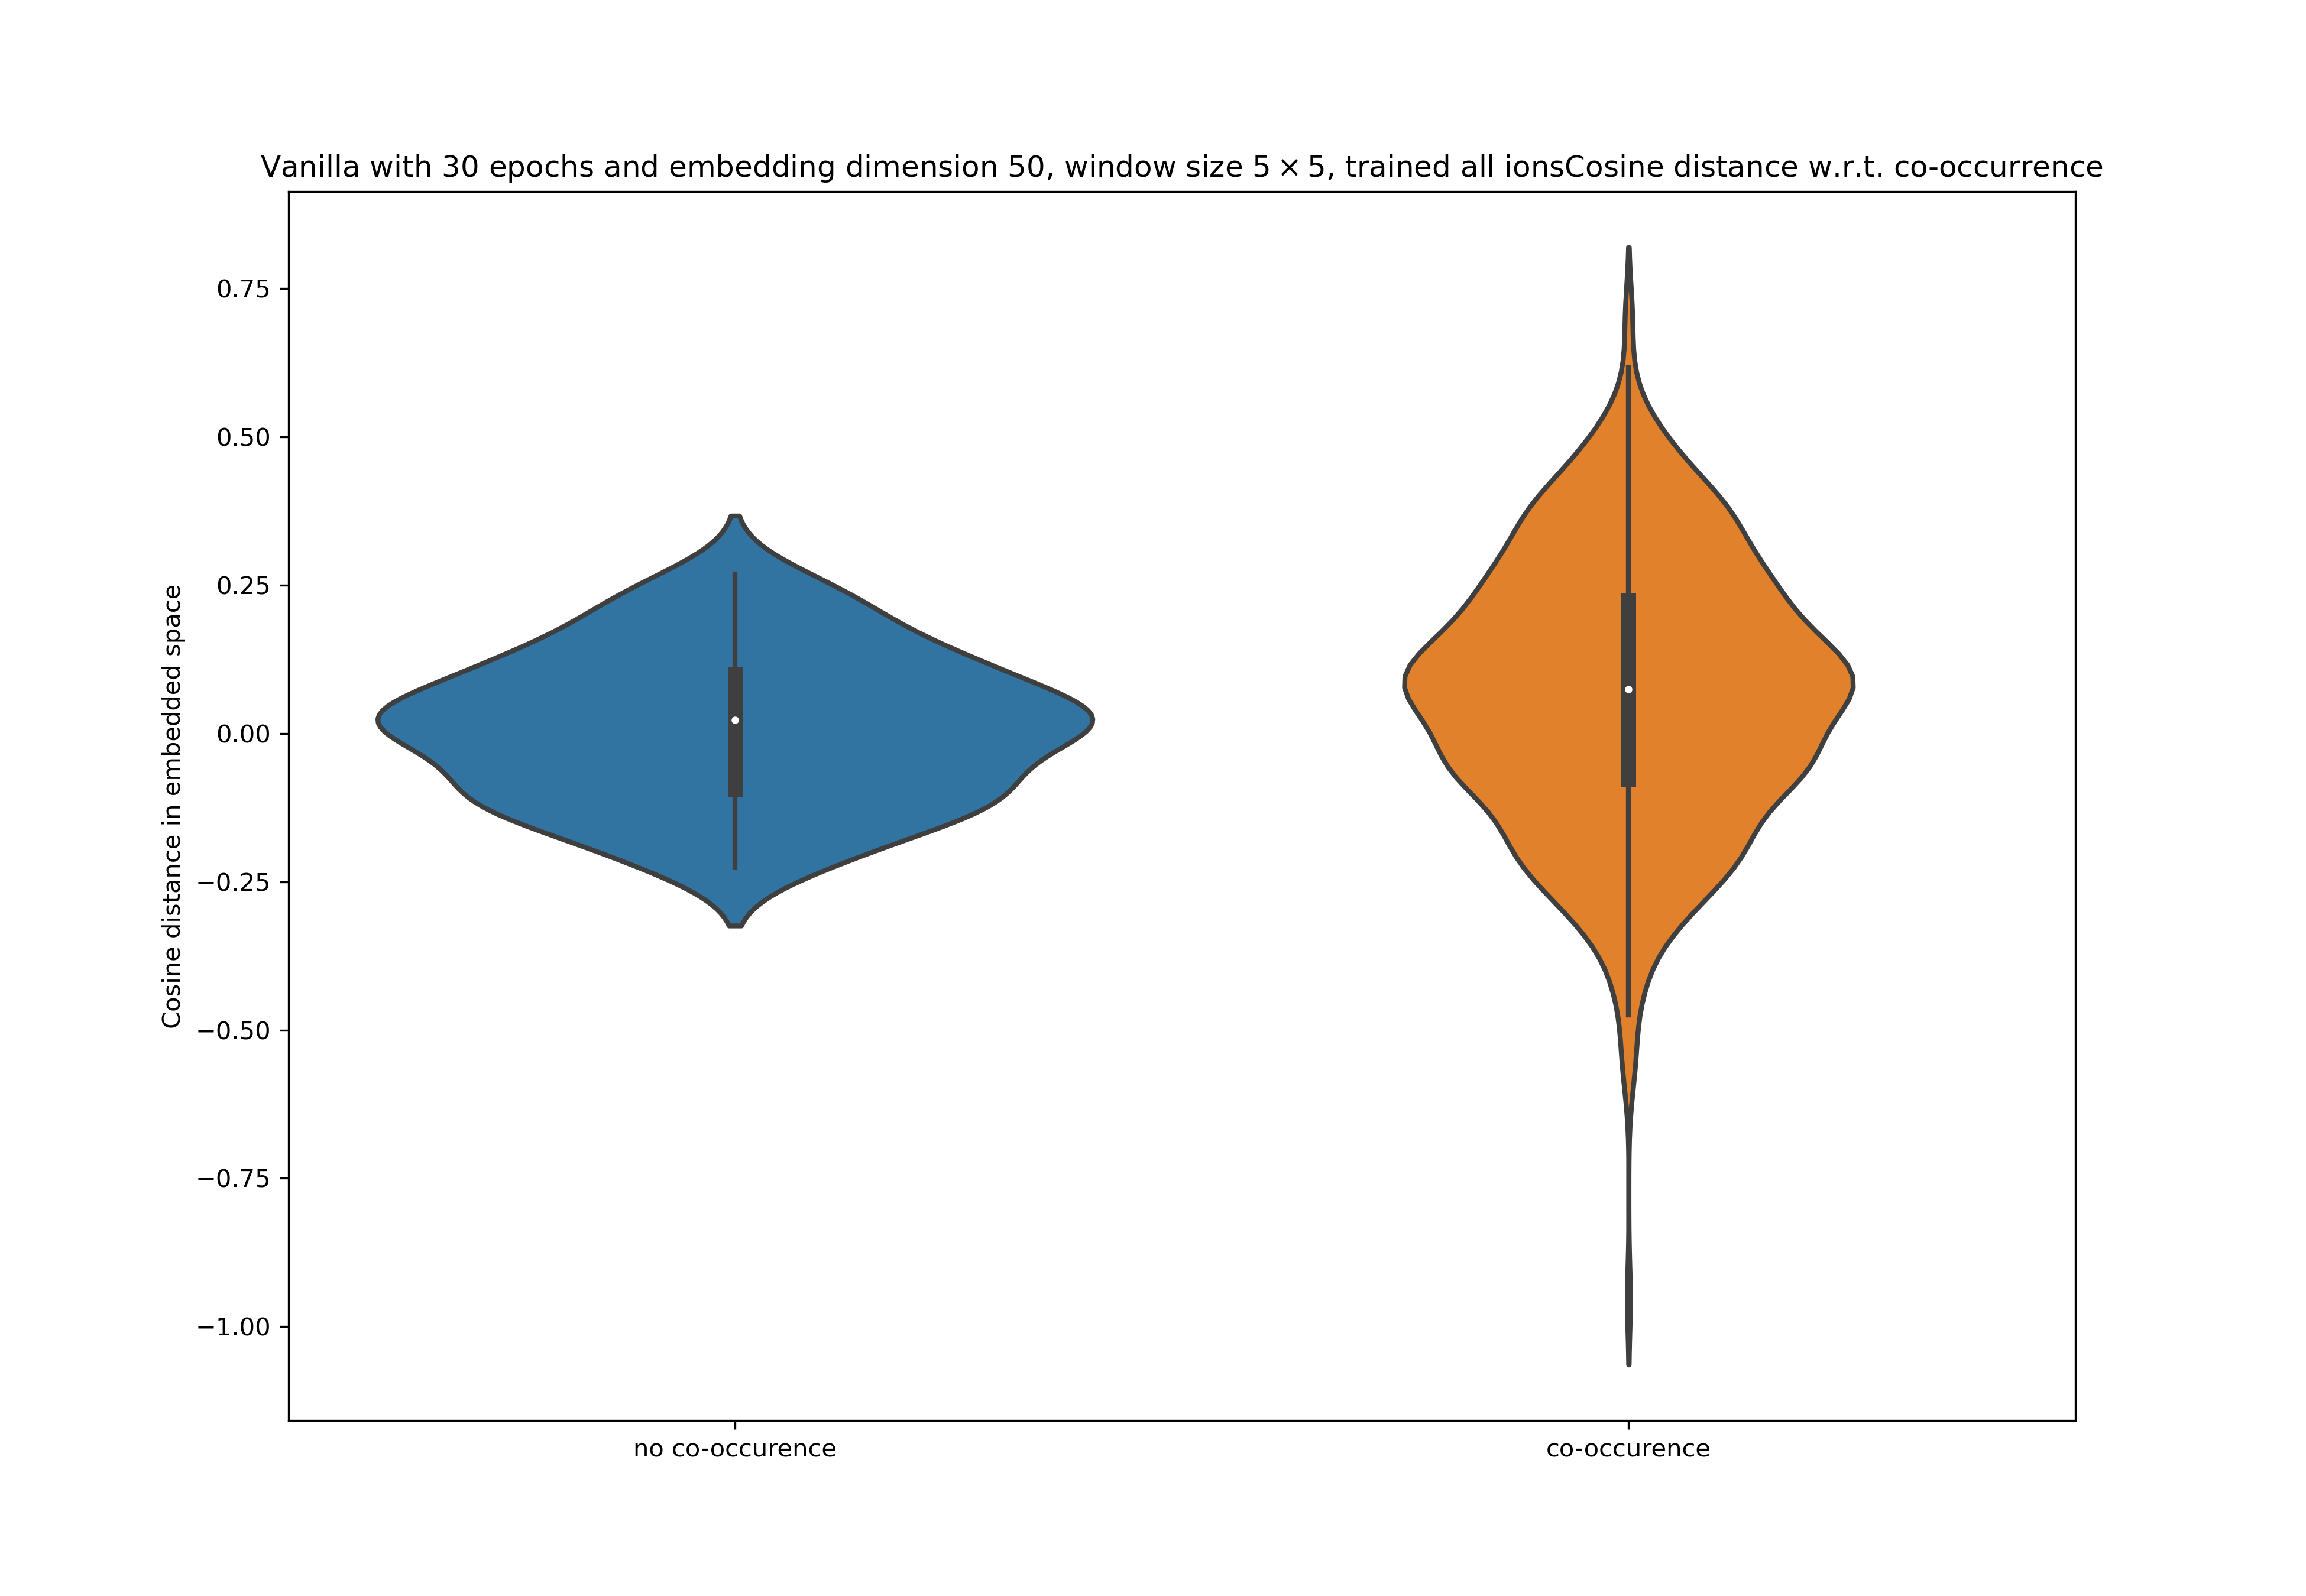 Vanilla with 30 epochs and embedding dimension 50, window size 5 × 5, trained all ionsCosine distance w.r.t. co-occurrence
Cosine distance in embedded space
0.75
0.50
0.25
0.00
−0.25
−0.50
−0.75
−1.00
no co-occurence
co-occurence